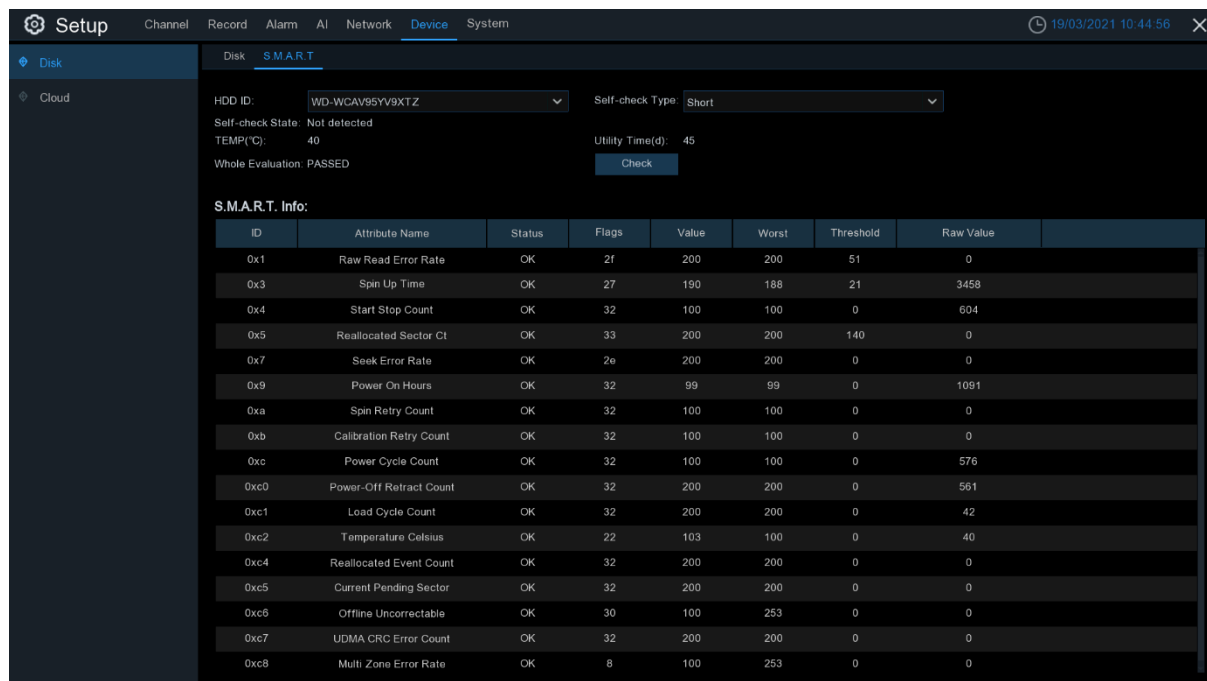 Setup Channel Record Alarm AI Network Device System 19/03/2021 10:44:56
Disk
Cloud
Disk S.M.A.R.T
HDD ID: WD-WCAV95YV9XTZ Self-check Type: Short
Self-check State: Not detected
TEMP(°C): 40 Utility Time(d): 45
Whole Evaluation: PASSED Check
S.M.A.R.T. Info:
ID Attribute Name Status Flags Value Worst Threshold Raw Value
0x1 Raw Read Error Rate OK 2f 200 200 51 0
0x3 Spin Up Time OK 27 190 188 21 3458
0x4 Start Stop Count OK 32 100 100 0 604
0x5 Reallocated Sector Ct OK 33 200 200 140 0
0x7 Seek Error Rate OK 2e 200 200 0 0
0x9 Power On Hours OK 32 99 99 0 1091
0xa Spin Retry Count OK 32 100 100 0 0
0xb Calibration Retry Count OK 32 100 100 0 0
0xc Power Cycle Count OK 32 100 100 0 576
0xc0 Power-Off Retract Count OK 32 200 200 0 561
0xc1 Load Cycle Count OK 32 200 200 0 42
0xc2 Temperature Celsius OK 22 103 100 0 40
0xc4 Reallocated Event Count OK 32 200 200 0 0
0xc5 Current Pending Sector OK 32 200 200 0 0
0xc6 Offline Uncorrectable OK 30 100 253 0 0
0xc7 UDMA CRC Error Count OK 32 200 200 0 0
0xc8 Multi Zone Error Rate OK 8 100 253 0 0